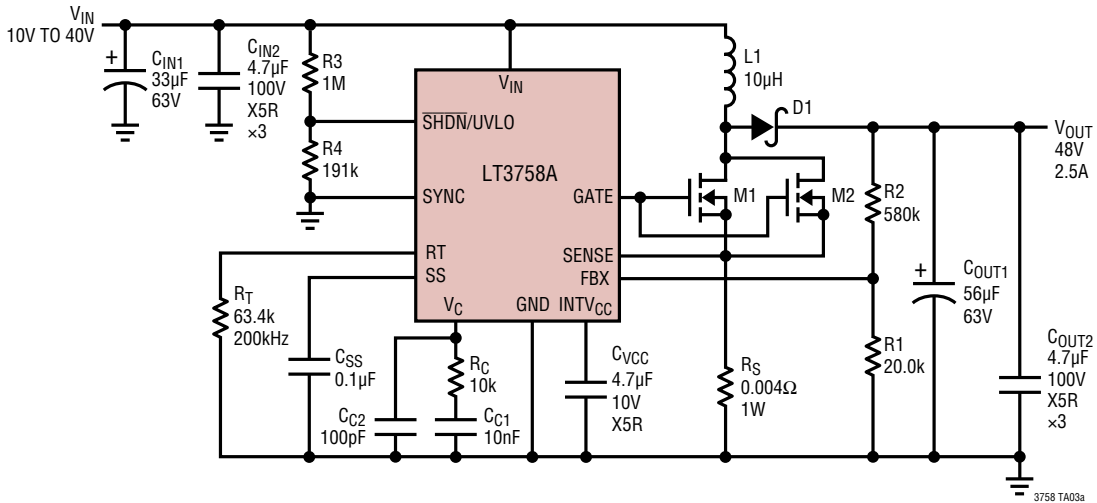 VIN
10V TO 40V
CIN1
33µF
63V
+
CIN2
4.7µF
100V
X5R
×3
R3
1M
R4
191k
VIN
SHDN/UVLO
LT3758A
SYNC
GATE
RT
SENSE
SS
FBX
VC
GND
INTVCC
L1
10µH
D1
VOUT
48V
2.5A
M1
M2
R2
580k
+
COUT1
56µF
63V
RT
63.4k
200kHz
CSS
0.1µF
RC
10k
CC2
100pF
CC1
10nF
CVCC
4.7µF
10V
X5R
RS
0.004Ω
1W
R1
20.0k
COUT2
4.7µF
100V
X5R
×3
3758 TA03a